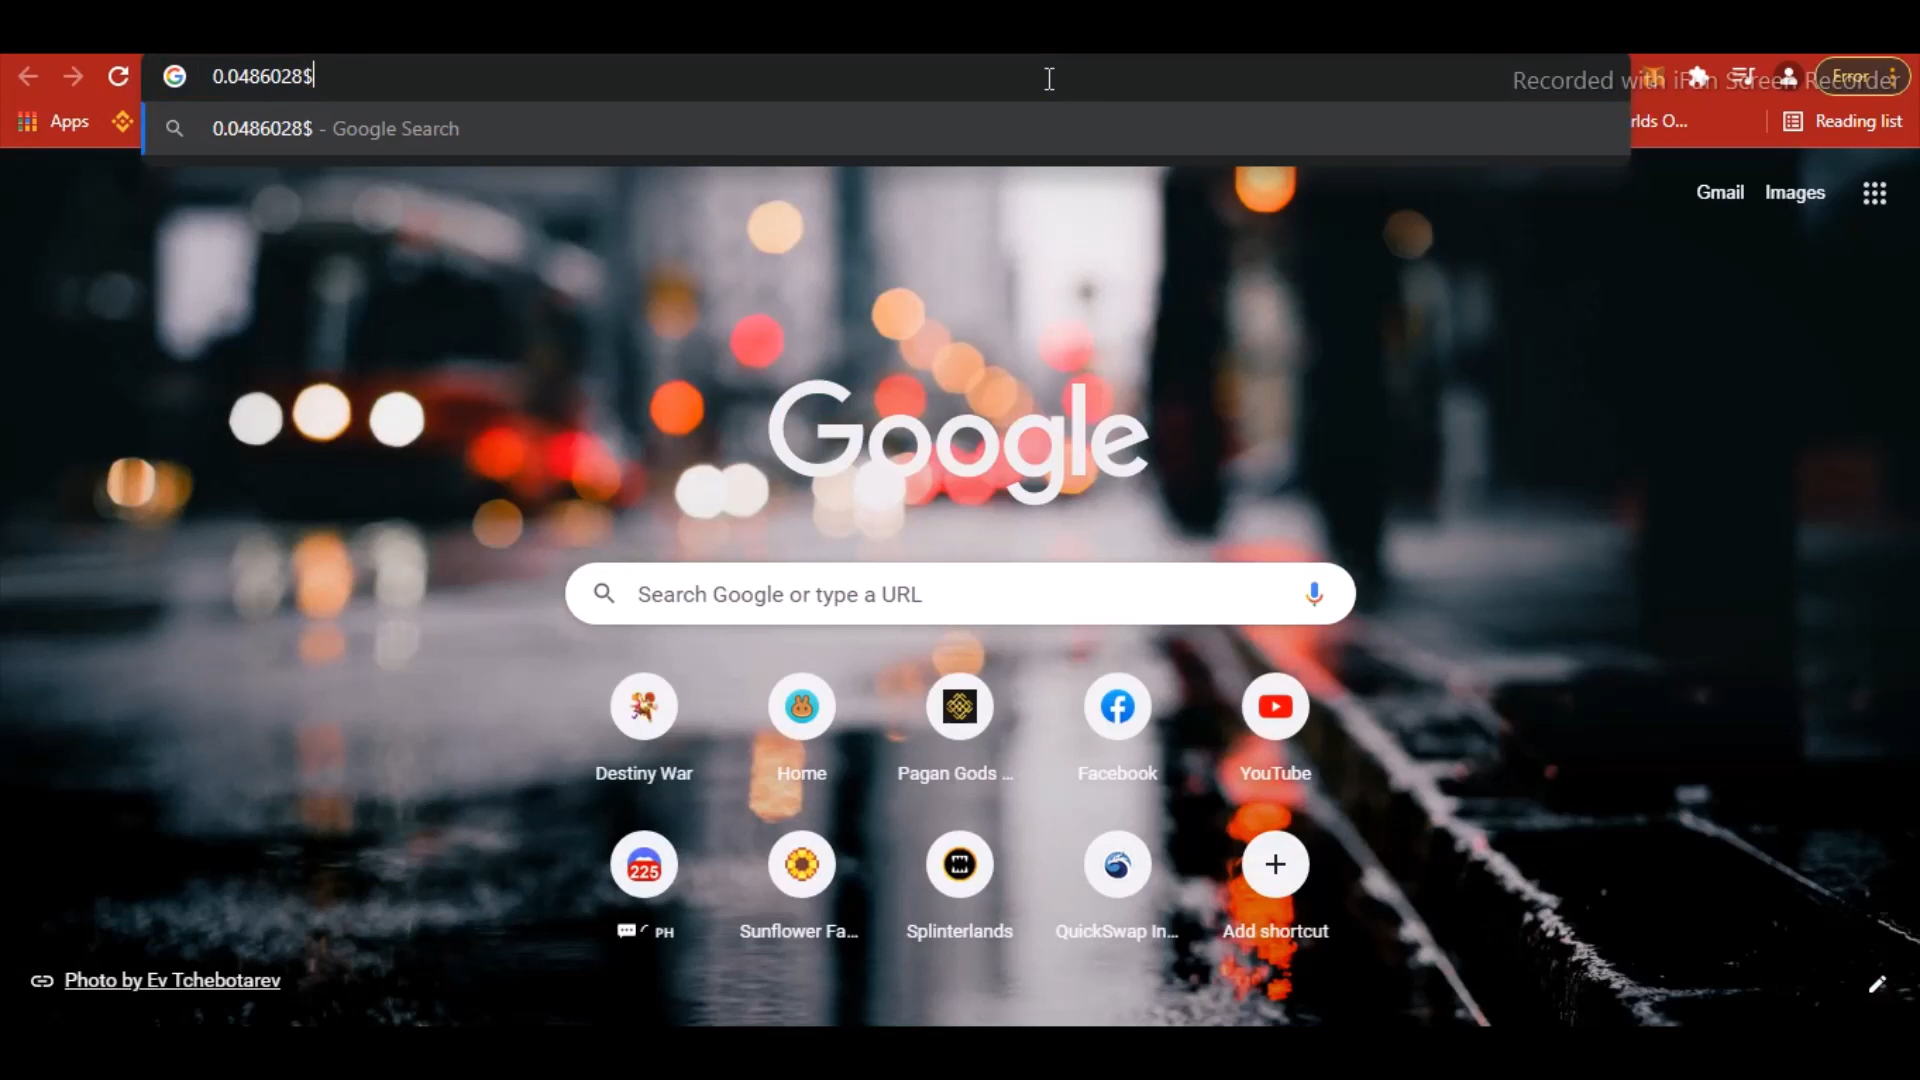 0.0486028$
Recorded with iFun Screen Recorder
Error
0.0486028$ - Google Search
Apps
rlds O...
Reading list
Gmail
Images
Google
Search Google or type a URL
Destiny War
Home
Pagan Gods ...
Facebook
YouTube
225
PH
Sunflower Fa...
Splinterlands
QuickSwap In...
Add shortcut
Photo by Ev Tchebotarev